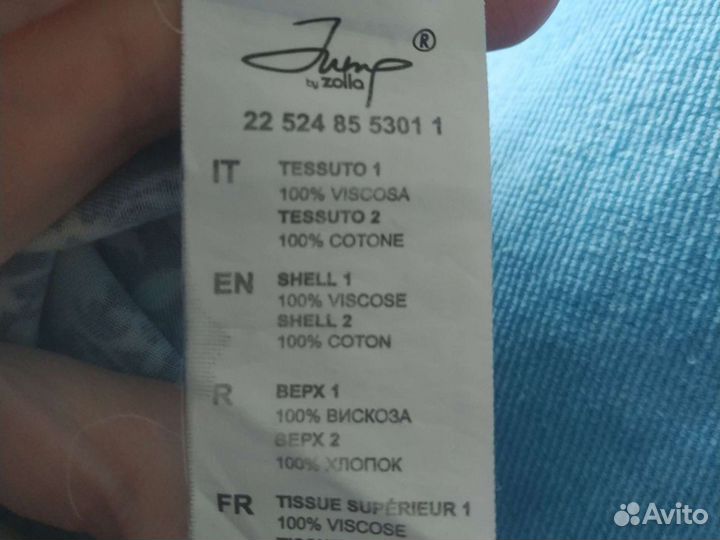 Jump ®
by zolla
22 524 85 5301 1
IT TESSUTO 1
100% VISCOSA
TESSUTO 2
100% COTONE
EN SHELL 1
100% VISCOSE
SHELL 2
100% COTON
R ВЕРХ 1
100% ВИСКОЗА
ВЕРХ 2
100% ХЛОПОК
FR TISSUE SUPÉRIEUR 1
100% VISCOSE
Avito